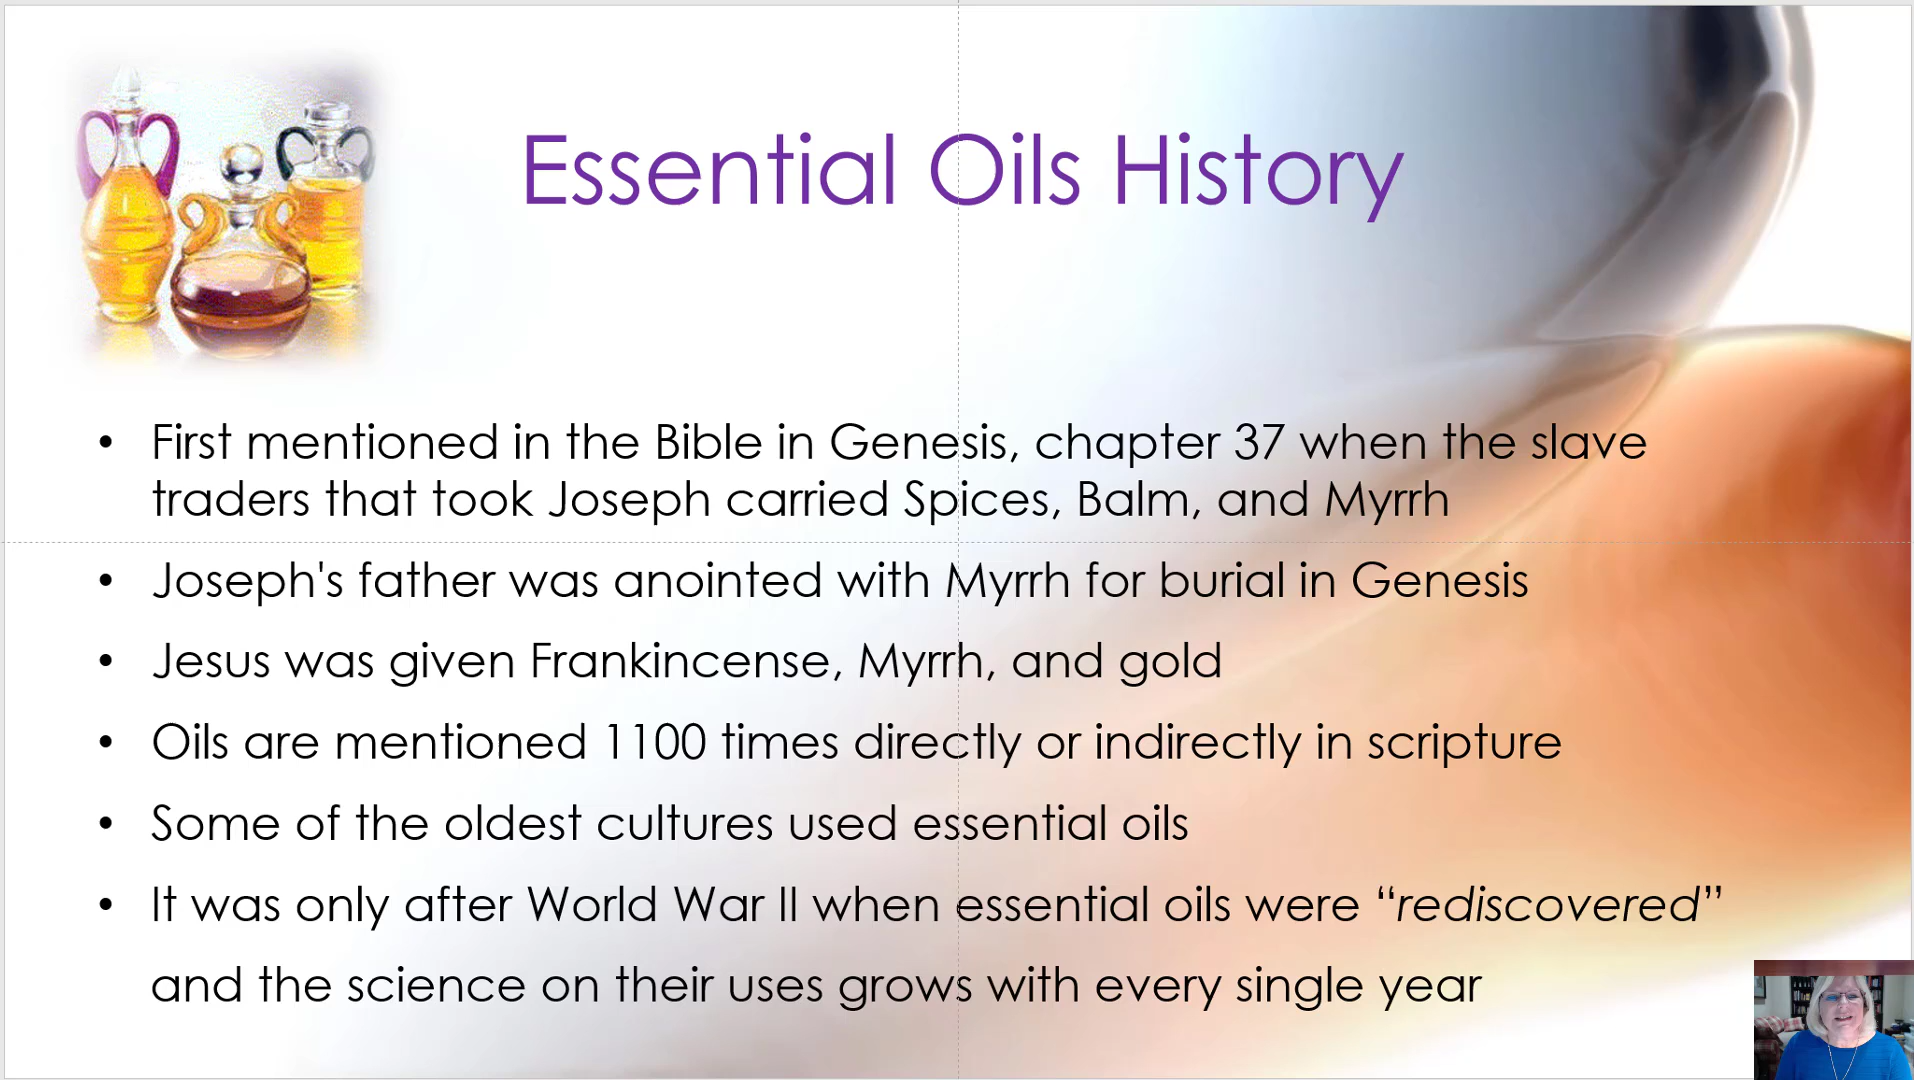 Essential Oils History
• First mentioned in the Bible in Genesis, chapter 37 when the slave
traders that took Joseph carried Spices, Balm, and Myrrh
• Joseph's father was anointed with Myrrh for burial in Genesis
• Jesus was given Frankincense, Myrrh, and gold
• Oils are mentioned 1100 times directly or indirectly in scripture
• Some of the oldest cultures used essential oils
• It was only after World War II when essential oils were “rediscovered”
and the science on their uses grows with every single year